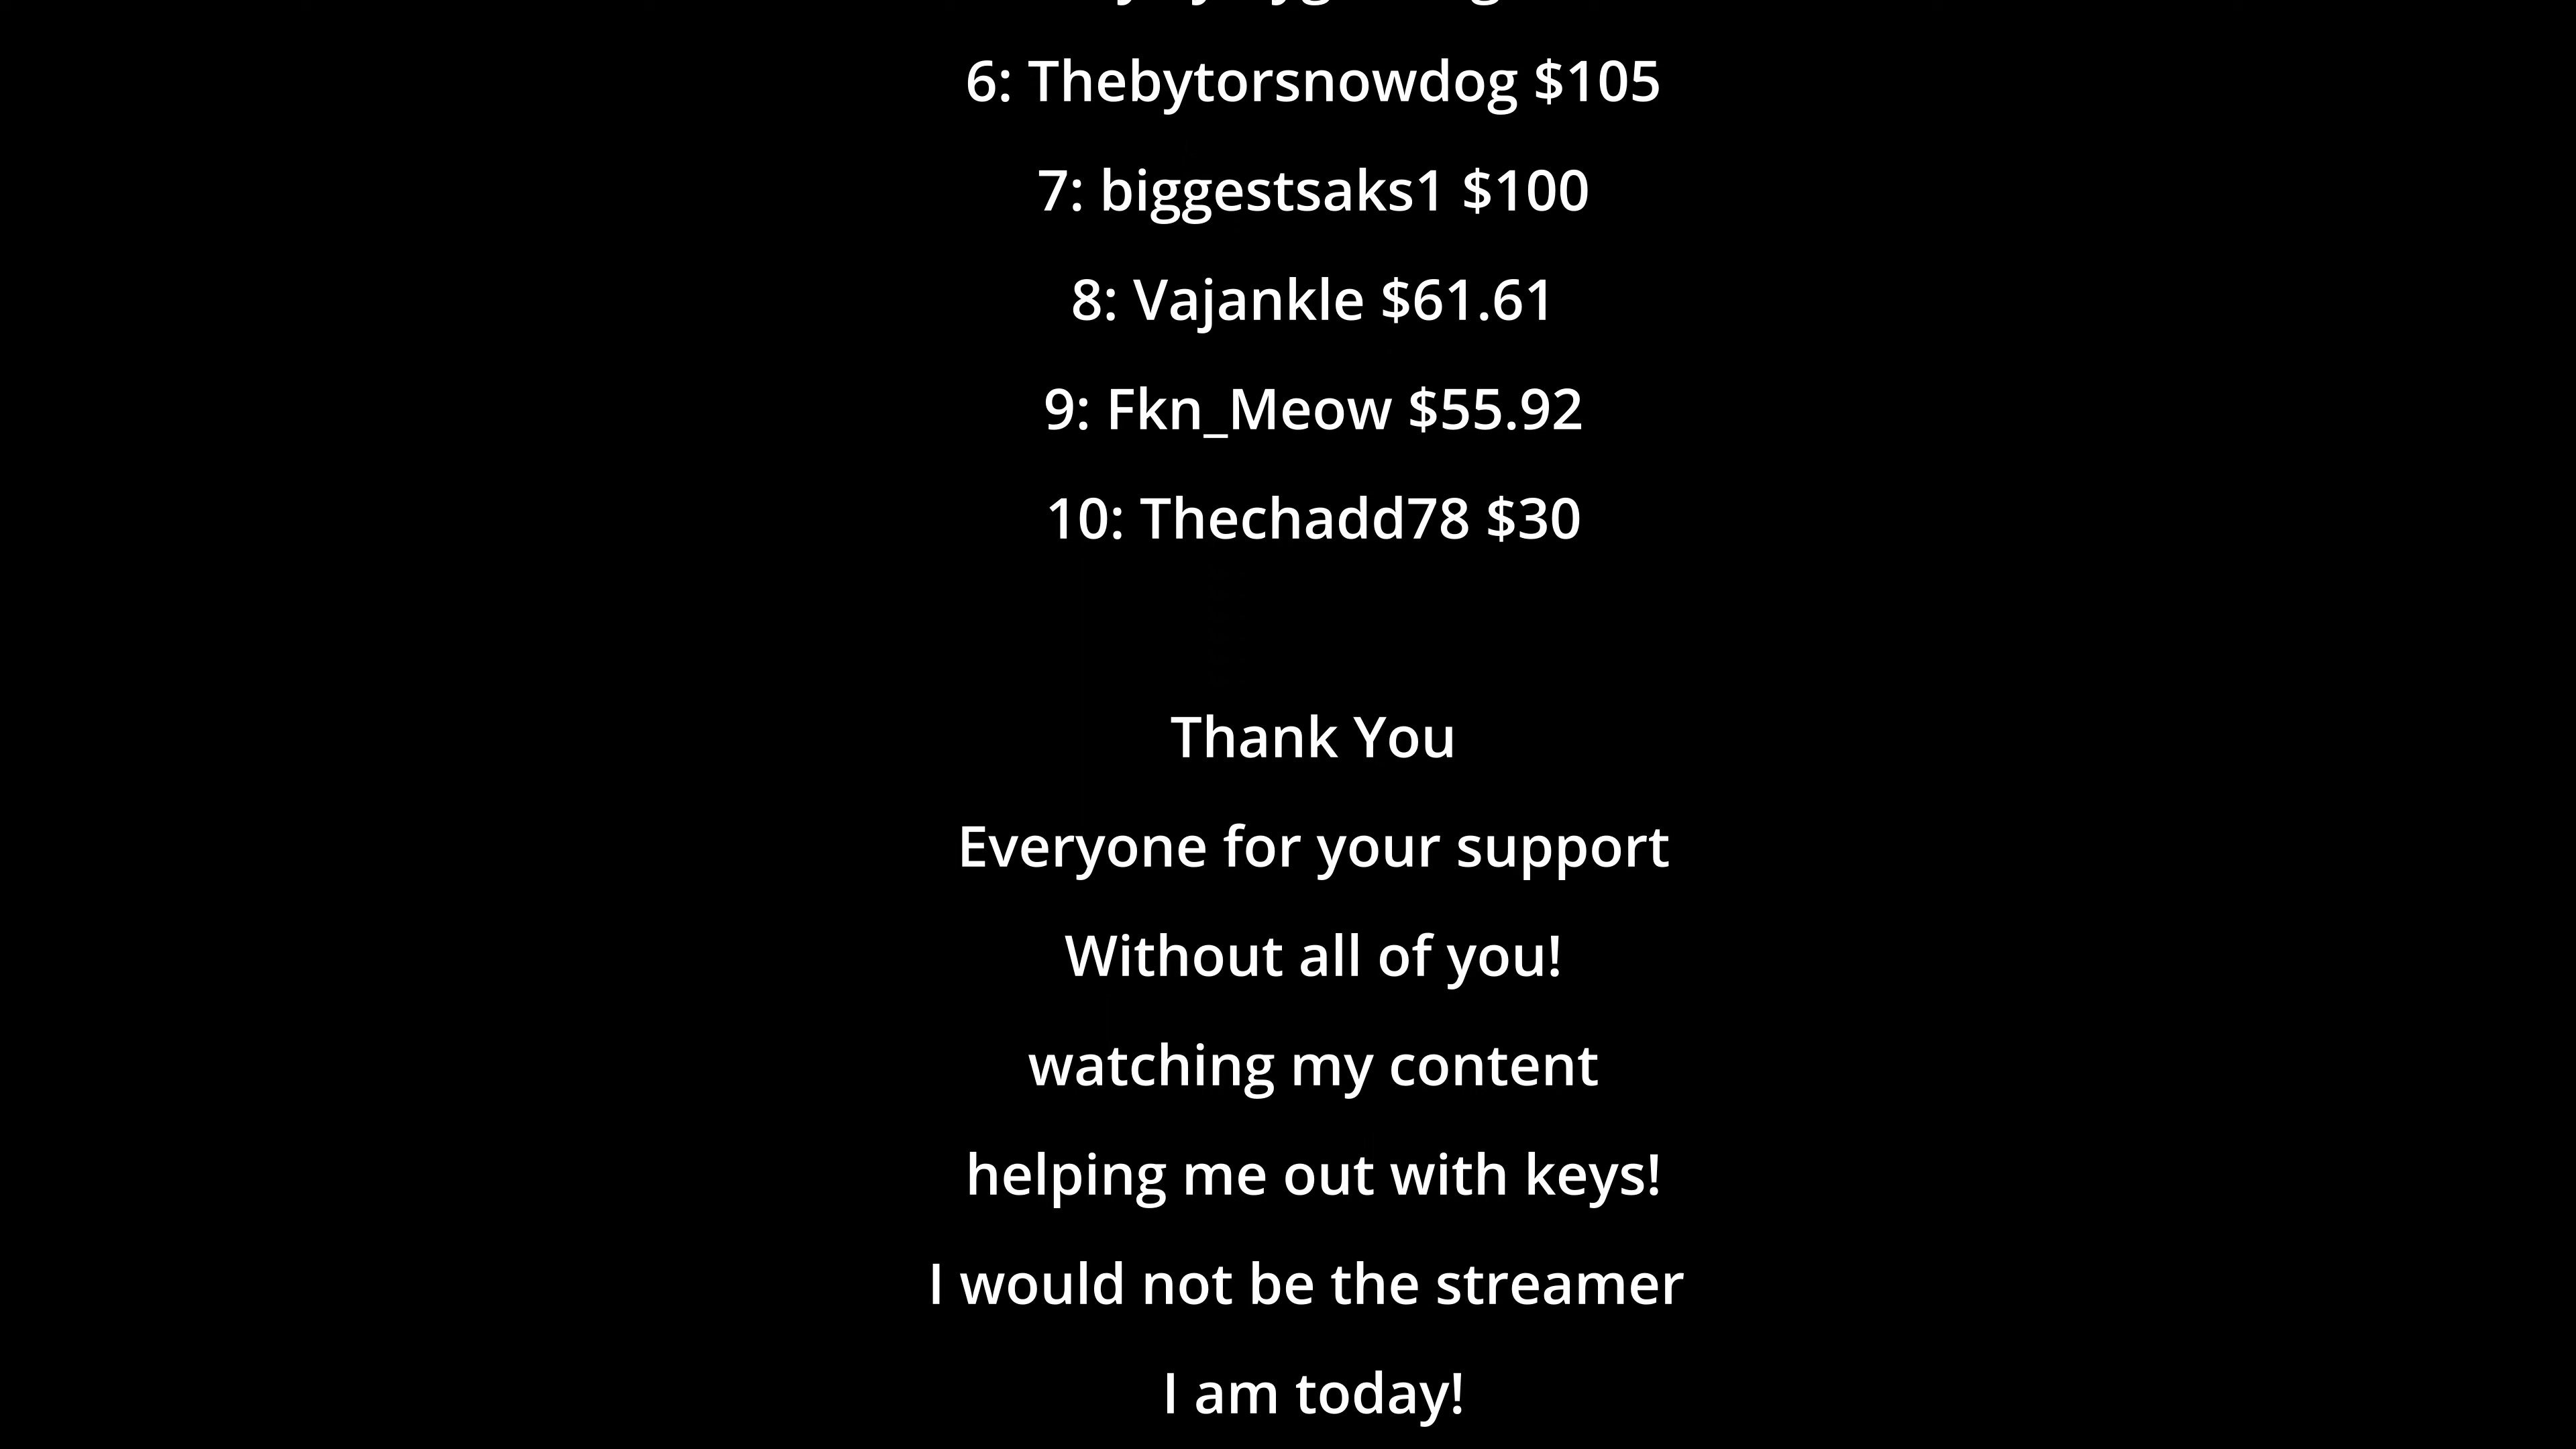 6: Thebytorsnowdog $105
7: biggestsaks1 $100
8: Vajankle $61.61
9: Fkn_Meow $55.92
10: Thechadd78 $30
Thank You
Everyone for your support
Without all of you!
watching my content
helping me out with keys!
I would not be the streamer
I am today!